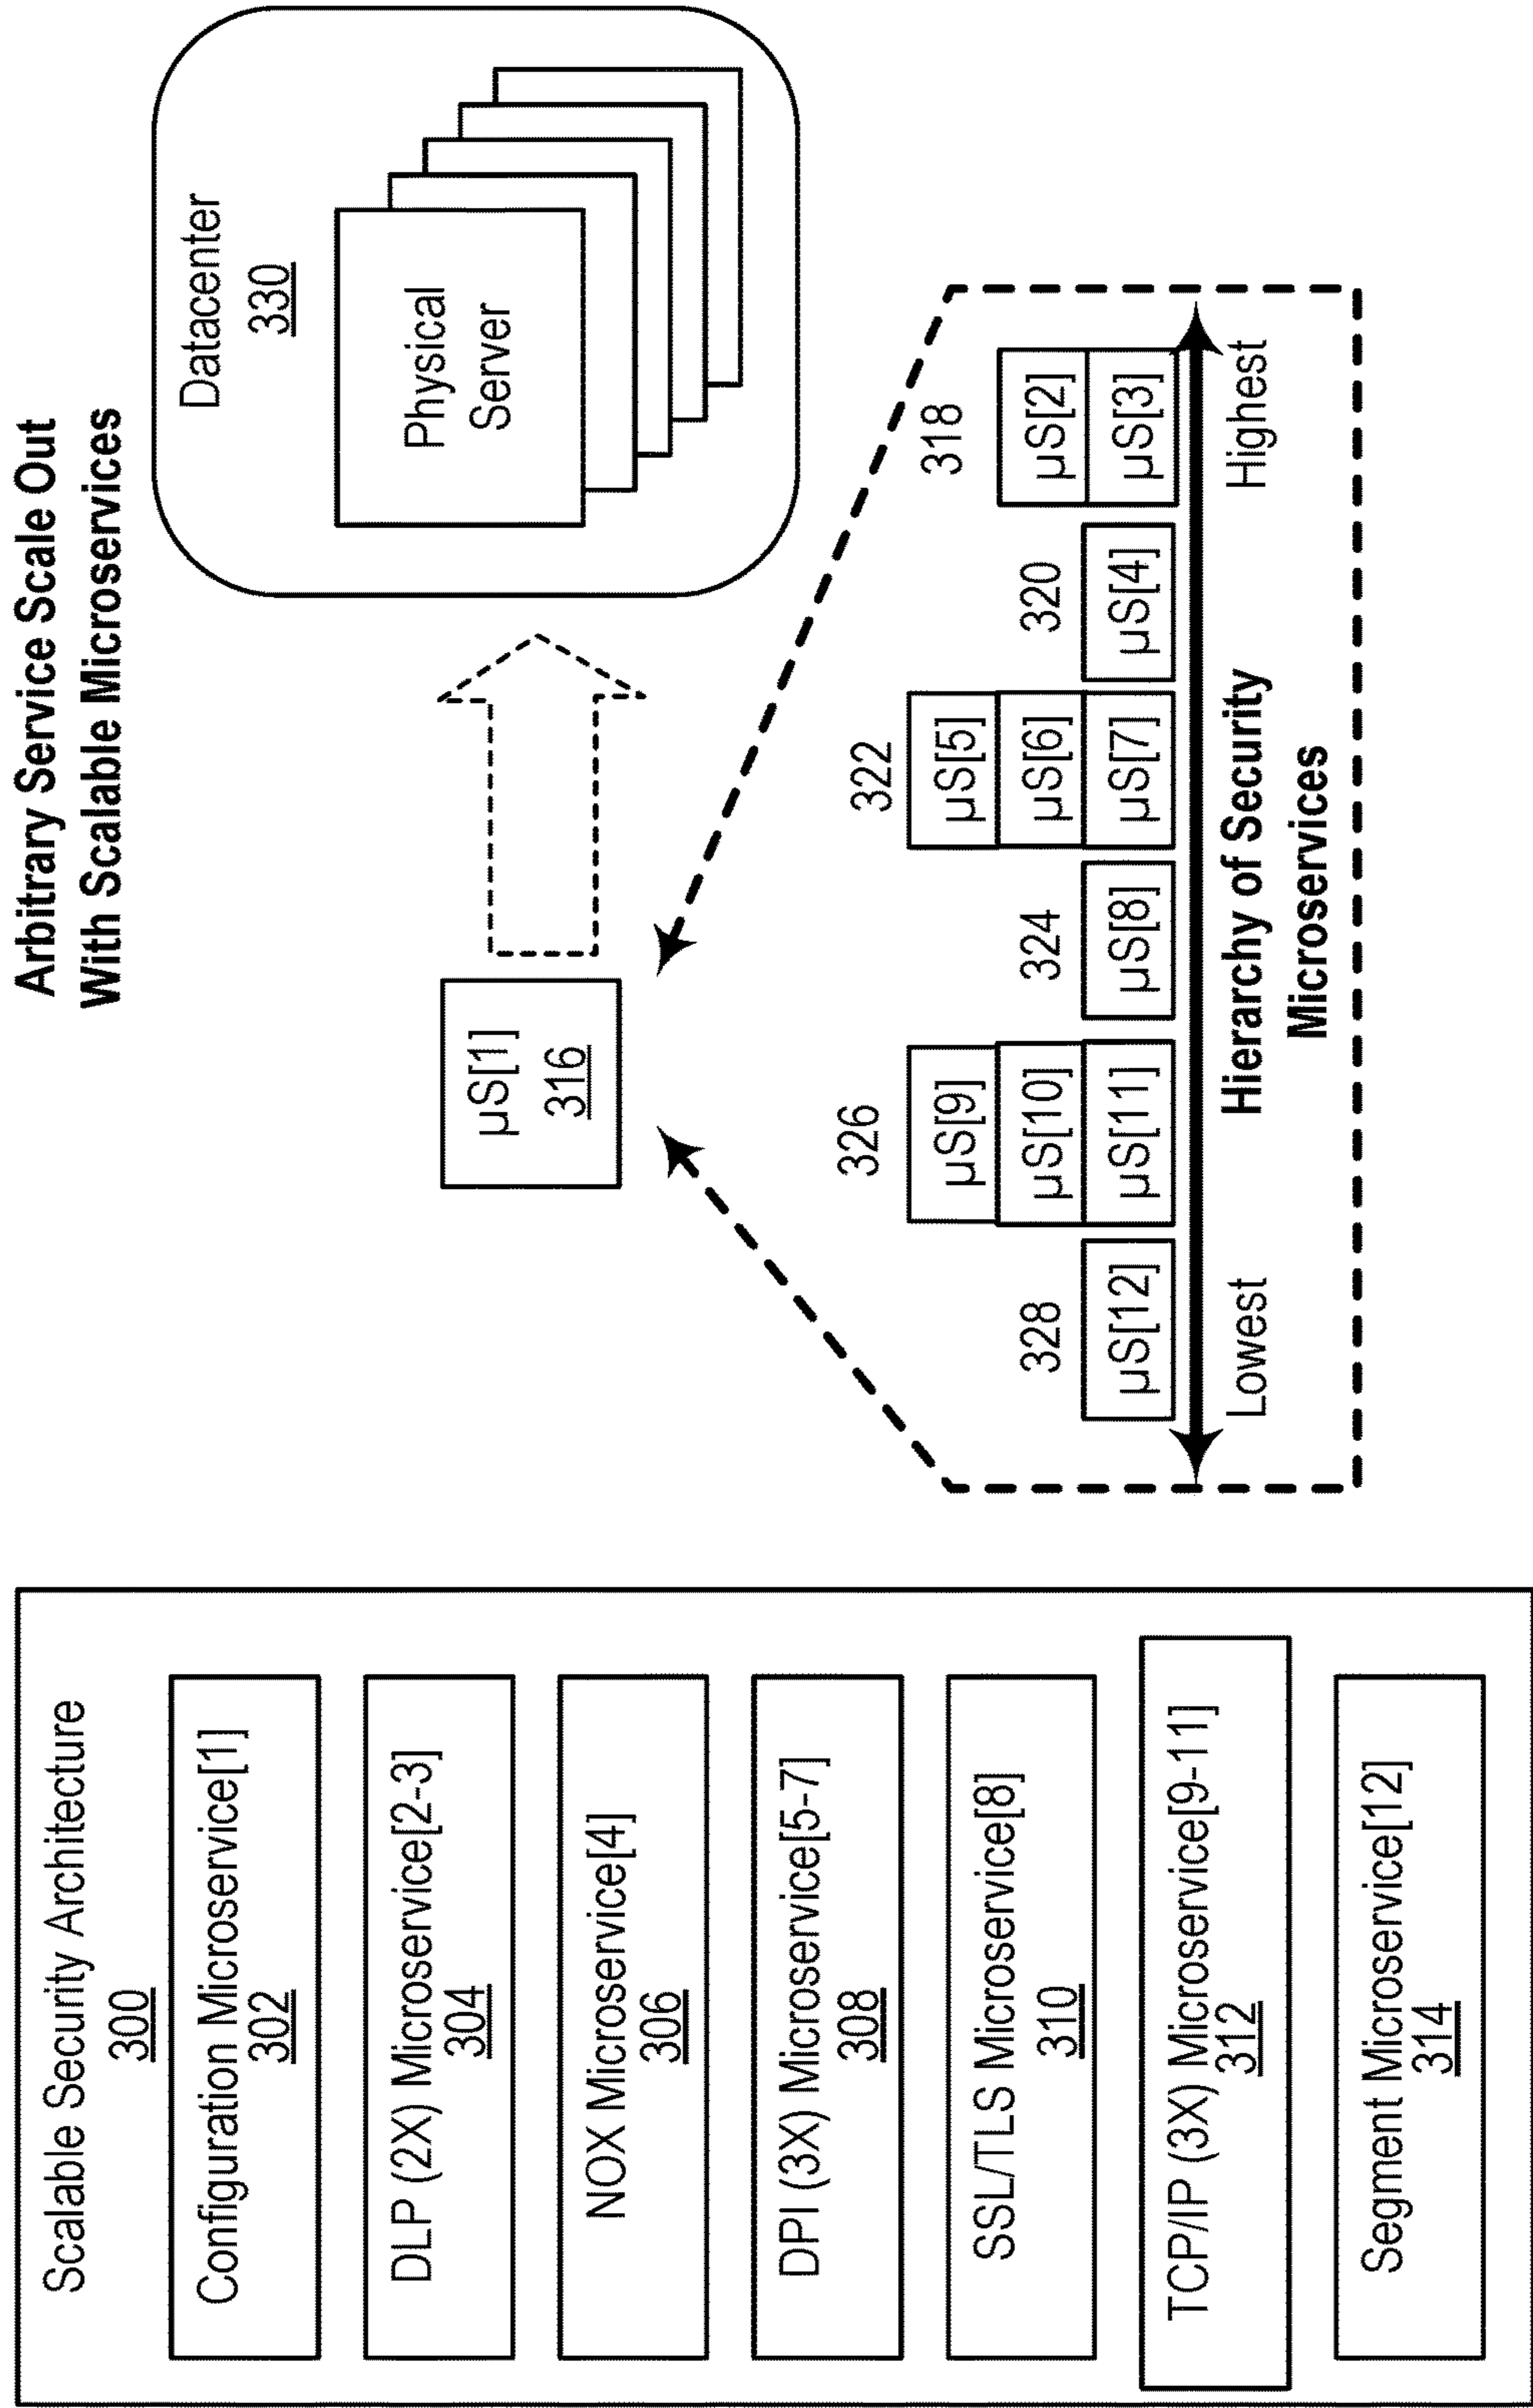 Scalable Security Architecture
300
Configuration Microservice[1]
302
DLP (2X) Microservice[2-3]
304
NOX Microservice[4]
306
DPI (3X) Microservice[5-7]
308
SSL/TLS Microservice[8]
310
TCP/IP (3X) Microservice[9-11]
312
Segment Microservice[12]
314
Arbitrary Service Scale Out
With Scalable Microservices
µS[1]
316
Datacenter
330
Physical
Server
328
µS[12]
326
µS[9]
µS[10]
µS[11]
324
µS[8]
322
µS[5]
µS[6]
µS[7]
320
µS[4]
318
µS[2]
µS[3]
Lowest
Hierarchy of Security
Microservices
Highest